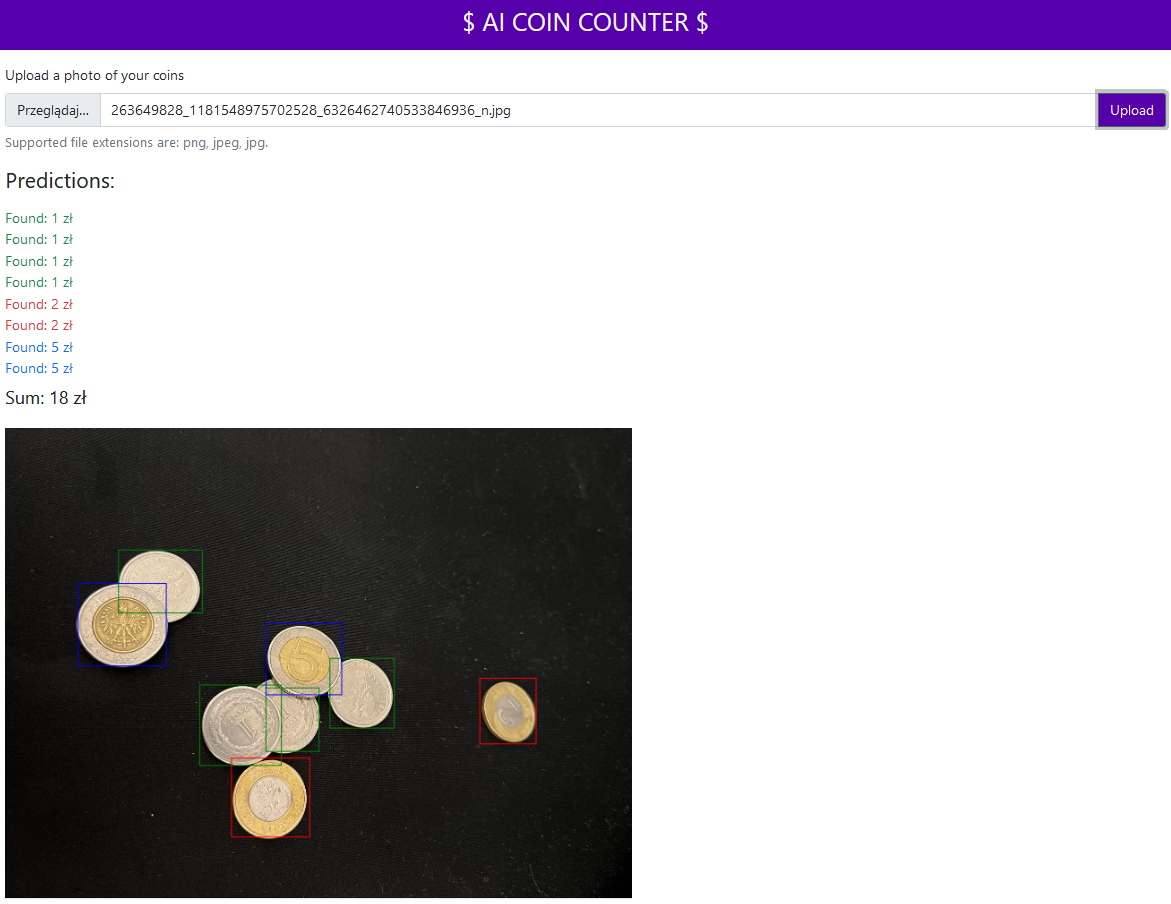 $ AI COIN COUNTER $
Upload a photo of your coins
Przeglądaj... 263649828_1181548975702528_6326462740533846936_n.jpg Upload
Supported file extensions are: png, jpeg, jpg.
Predictions:
Found: 1 zł
Found: 1 zł
Found: 1 zł
Found: 1 zł
Found: 2 zł
Found: 2 zł
Found: 5 zł
Found: 5 zł
Sum: 18 zł
5
1